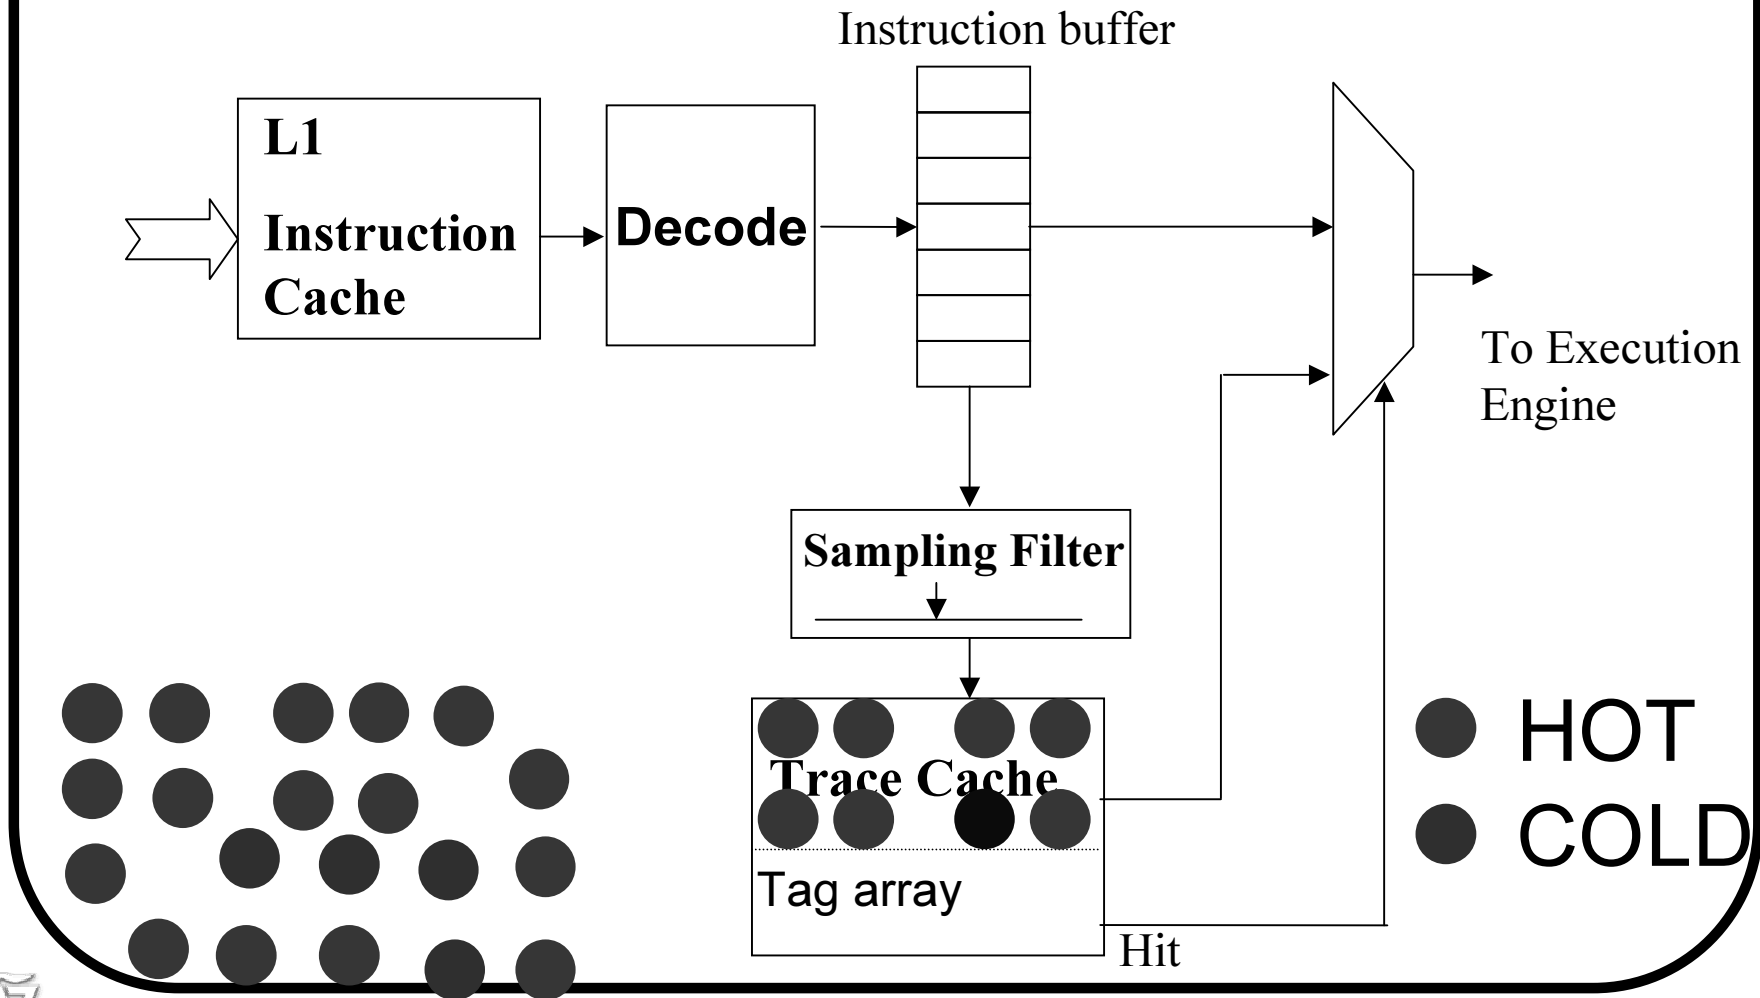 Instruction buffer
L1
Instruction
Cache
Decode
To Execution
Engine
Sampling Filter
Trace Cache
Tag array
Hit
HOT
COLD